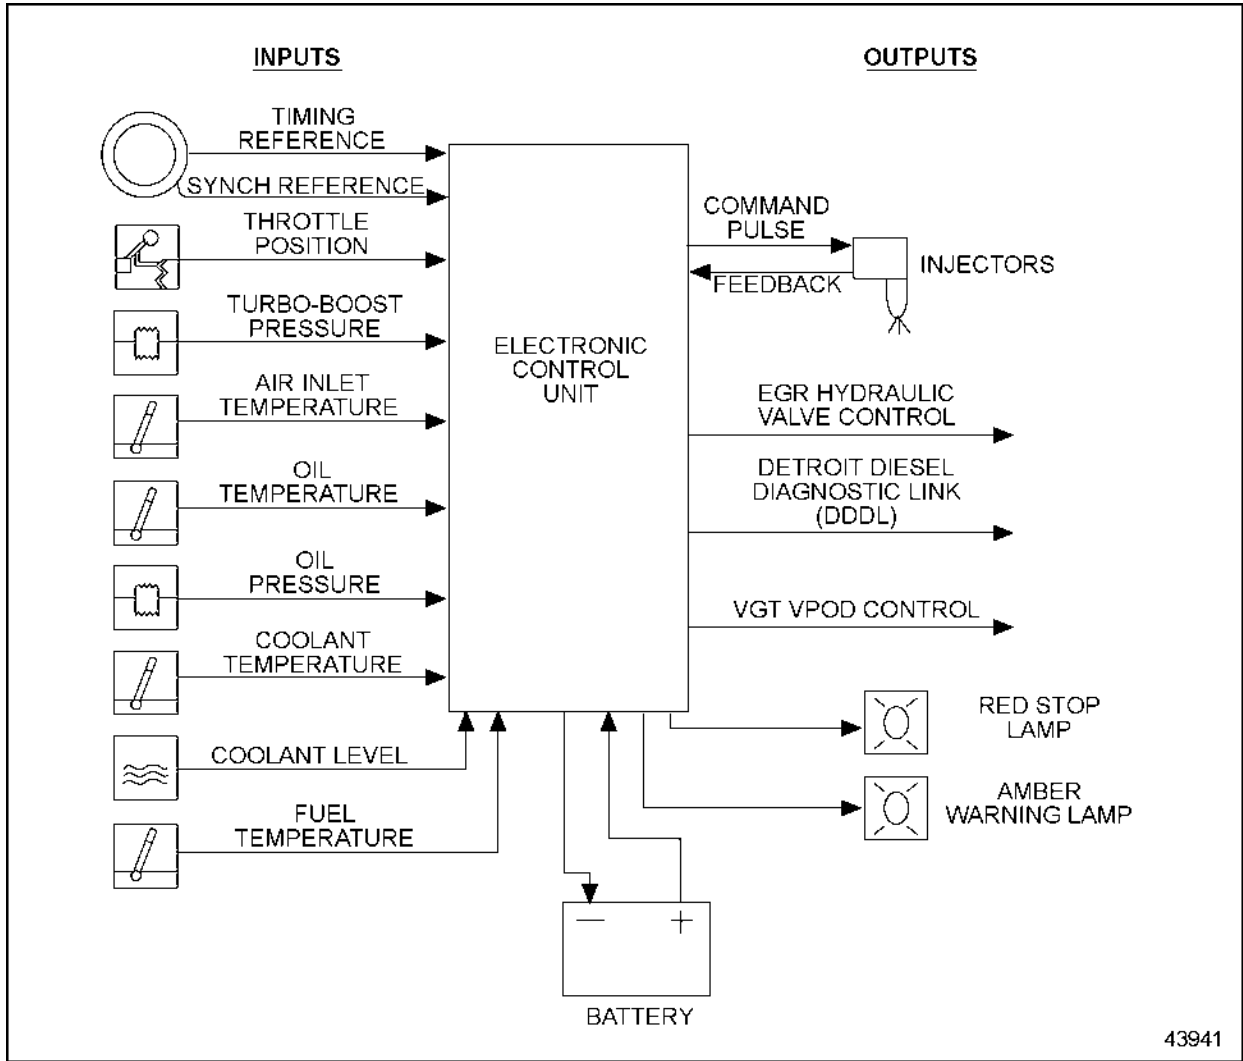 INPUTS
OUTPUTS
TIMING
REFERENCE
SYNCH REFERENCE
THROTTLE
POSITION
TURBO-BOOST
PRESSURE
AIR INLET
TEMPERATURE
OIL
TEMPERATURE
OIL
PRESSURE
COOLANT
TEMPERATURE
COOLANT LEVEL
FUEL
TEMPERATURE
ELECTRONIC
CONTROL
UNIT
COMMAND
PULSE
FEEDBACK
INJECTORS
EGR HYDRAULIC
VALVE CONTROL
DETROIT DIESEL
DIAGNOSTIC LINK
(DDDL)
VGT VPOD CONTROL
RED STOP
LAMP
AMBER
WARNING LAMP
— +
BATTERY
43941